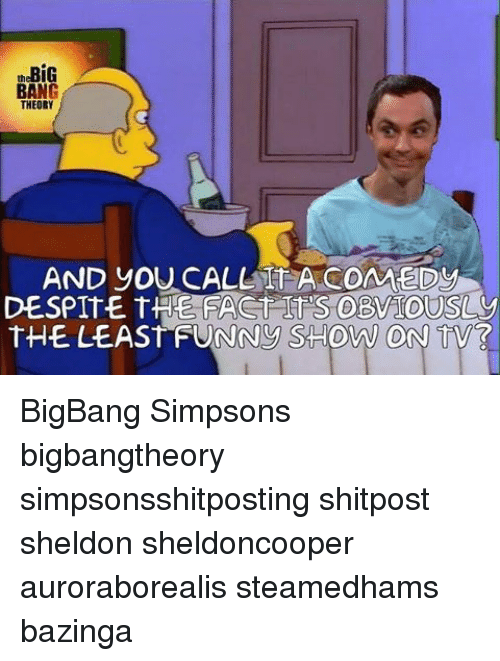 the BiG
BANG
THEORY
AND YOU CALL IT A COMEDY
DESPITE THE FACT IT'S OBVIOUSLY
THE LEAST FUNNY SHOW ON TV?
BigBang Simpsons
bigbangtheory
simpsonsshitposting shitpost
sheldon sheldoncooper
auroraborealis steamedhams
bazinga